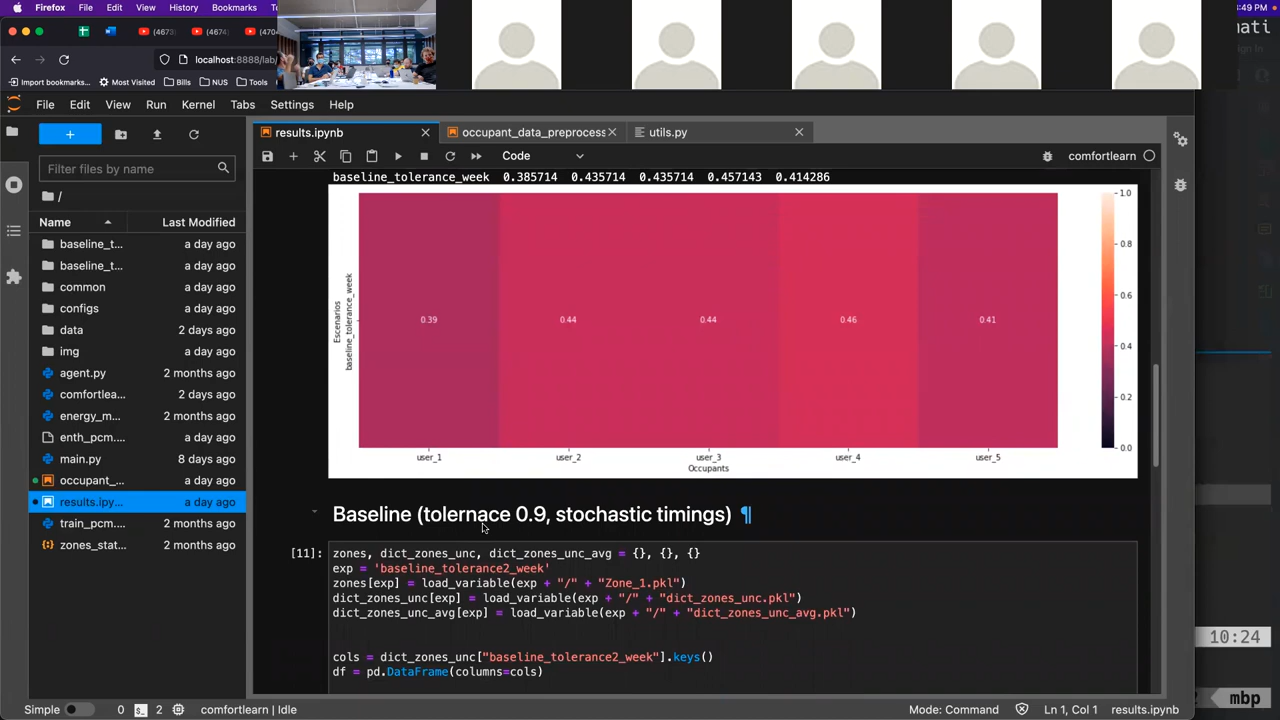 Firefox File Edit View History Bookmarks
:49 PM
(467
(4674
(4704
localhost:8888/lab/
Import bookmarks... Most Visited Bills NUS Tools
File Edit View Run Kernel Tabs Settings Help
results.ipynb
occupant_data_preprocess
utils.py
Code
comfortlearn
Filter files by name
/
Name Last Modified
baseline_t... a day ago
baseline_t... a day ago
common a day ago
configs a day ago
data 2 days ago
img a day ago
agent.py 2 months ago
comfortlea... 2 days ago
energy_m... 2 months ago
enth_pcm.... a day ago
main.py 8 days ago
occupant_... a day ago
results.ipy... a day ago
train_pcm.... 2 months ago
zones_stat... 2 months ago
baseline_tolerance_week 0.385714 0.435714 0.435714 0.457143 0.414286
Escenarios
baseline_tolerance_week
0.39 0.44 0.44 0.46 0.41
user_1 user_2 user_3 user_4 user_5
Occupants
1.0
0.8
0.6
0.4
0.2
0.0
Baseline (tolernace 0.9, stochastic timings) ¶
[11]: zones, dict_zones_unc, dict_zones_unc_avg = {}, {}, {}
exp = 'baseline_tolerance2_week'
zones[exp] = load_variable(exp + "/" + "Zone_1.pkl")
dict_zones_unc[exp] = load_variable(exp + "/" + "dict_zones_unc.pkl")
dict_zones_unc_avg[exp] = load_variable(exp + "/" + "dict_zones_unc_avg.pkl")
cols = dict_zones_unc["baseline_tolerance2_week"].keys()
df = pd.DataFrame(columns=cols)
Simple 0 2 comfortlearn | Idle Mode: Command Ln 1, Col 1 results.ipynb
10:24
mbp